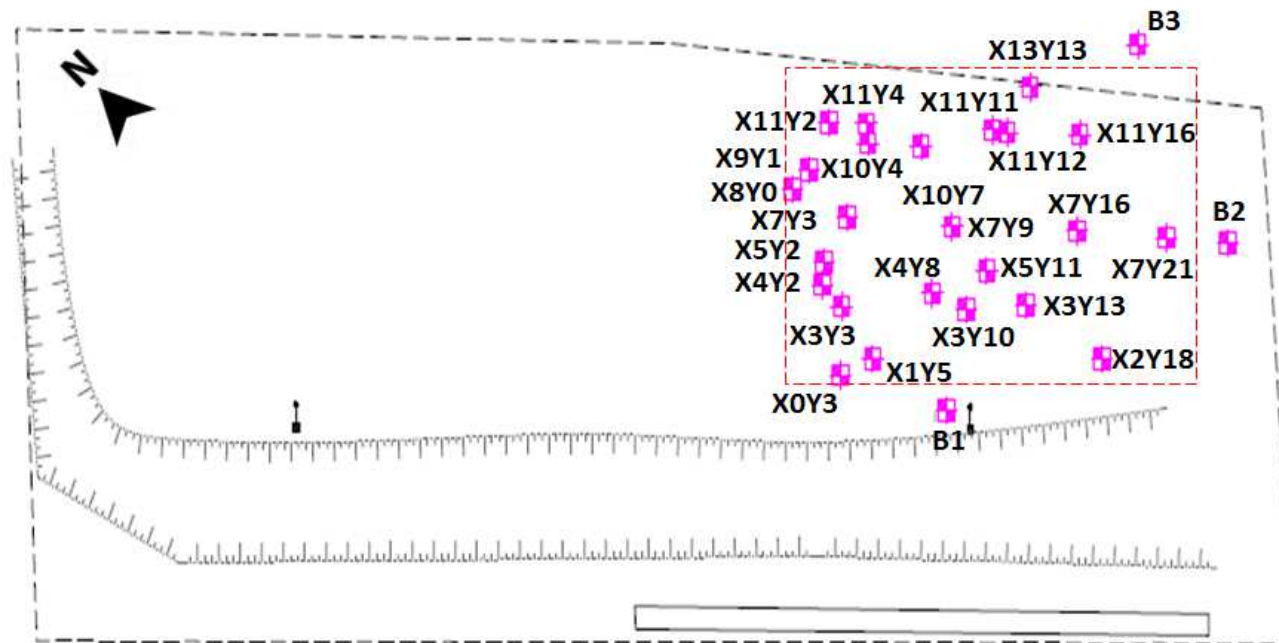 B3
N
X13Y13
X11Y4
X11Y11
X11Y2
X11Y16
X9Y1
X10Y4
X11Y12
X8Y0
X10Y7
X7Y16
B2
X7Y3
X7Y9
X5Y2
X4Y8
X5Y11
X7Y21
X4Y2
X3Y13
X3Y3
X3Y10
X2Y18
X1Y5
X0Y3
B1